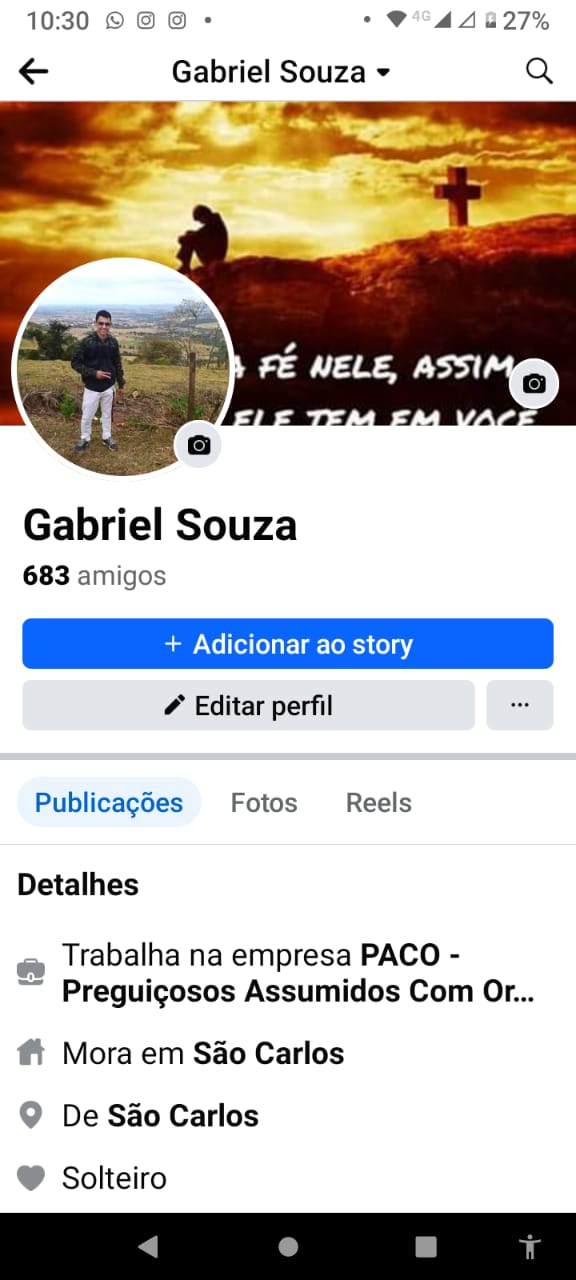 10:30
4G
27%
Gabriel Souza
FÉ NELE, ASSIM
ELE TEM EM VOCÊ
Gabriel Souza
683 amigos
+ Adicionar ao story
Editar perfil
Publicações Fotos Reels
Detalhes
Trabalha na empresa PACO -
Preguiçosos Assumidos Com Or...
Mora em São Carlos
De São Carlos
Solteiro